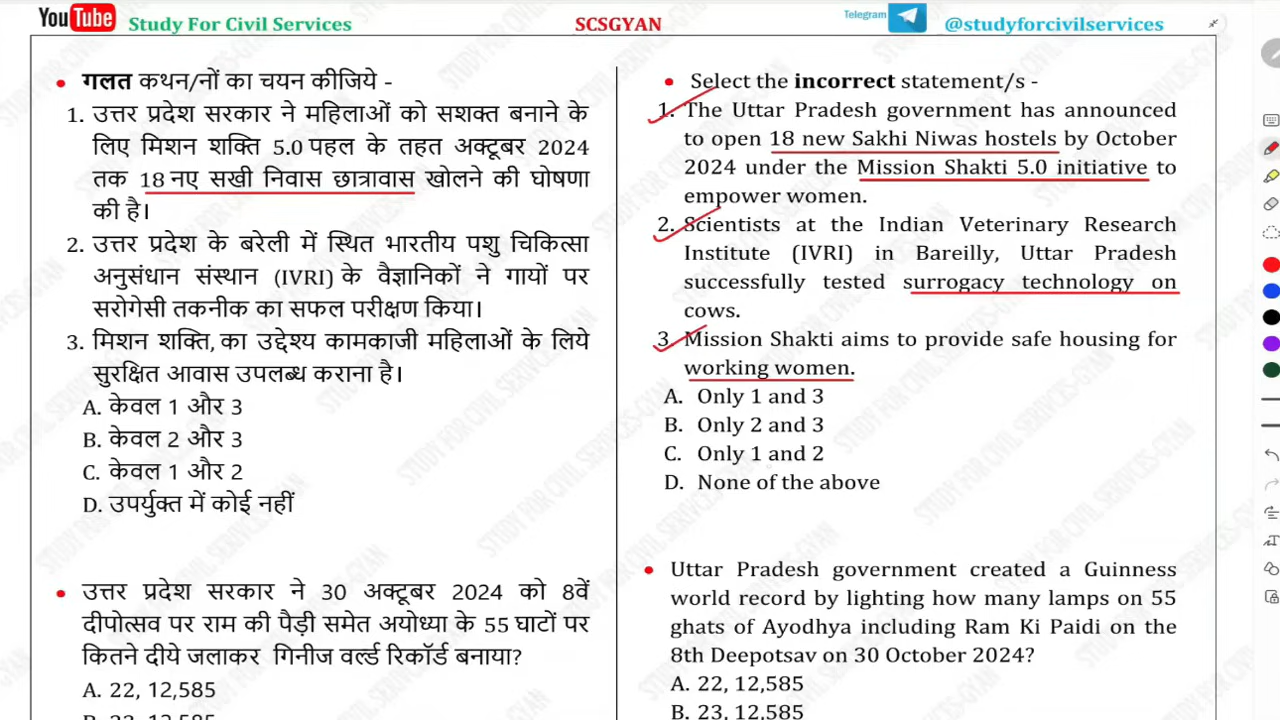 YouTube Study For Civil Services
SCSGYAN
Telegram
@studyforcivilservices
• गलत कथन/नों का चयन कीजिये -
1. उत्तर प्रदेश सरकार ने महिलाओं को सशक्त बनाने के
लिए मिशन शक्ति 5.0 पहल के तहत अक्टूबर 2024
तक 18 नए सखी निवास छात्रावास खोलने की घोषणा
की है।
2. उत्तर प्रदेश के बरेली में स्थित भारतीय पशु चिकित्सा
अनुसंधान संस्थान (IVRI) के वैज्ञानिकों ने गायों पर
सरोगेसी तकनीक का सफल परीक्षण किया।
3. मिशन शक्ति, का उद्देश्य कामकाजी महिलाओं के लिये
सुरक्षित आवास उपलब्ध कराना है।
A. केवल 1 और 3
B. केवल 2 और 3
C. केवल 1 और 2
D. उपर्युक्त में कोई नहीं
• उत्तर प्रदेश सरकार ने 30 अक्टूबर 2024 को 8वें
दीपोत्सव पर राम की पैड़ी समेत अयोध्या के 55 घाटों पर
कितने दीये जलाकर गिनीज वर्ल्ड रिकॉर्ड बनाया?
A. 22, 12,585
B. 23, 12,585
• Select the incorrect statement/s -
1. The Uttar Pradesh government has announced
to open 18 new Sakhi Niwas hostels by October
2024 under the Mission Shakti 5.0 initiative to
empower women.
2. Scientists at the Indian Veterinary Research
Institute (IVRI) in Bareilly, Uttar Pradesh
successfully tested surrogacy technology on
cows.
3. Mission Shakti aims to provide safe housing for
working women.
A. Only 1 and 3
B. Only 2 and 3
C. Only 1 and 2
D. None of the above
• Uttar Pradesh government created a Guinness
world record by lighting how many lamps on 55
ghats of Ayodhya including Ram Ki Paidi on the
8th Deepotsav on 30 October 2024?
A. 22, 12,585
B. 23, 12,585